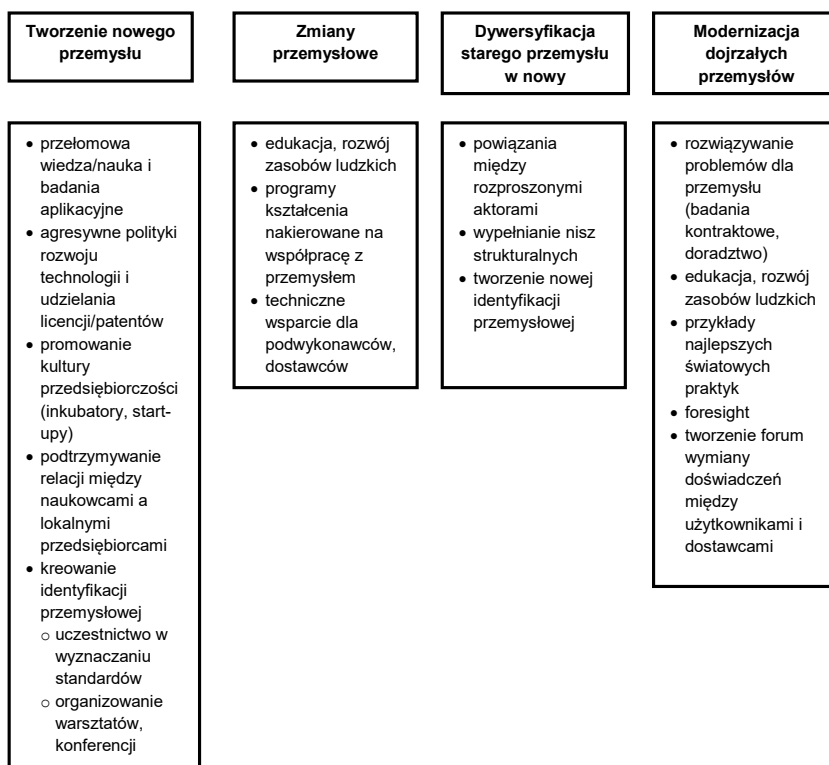 Tworzenie nowego
przemysłu
Zmiany
przemysłowe
Dywersyfikacja
starego przemysłu
w nowy
Modernizacja
dojrzałych
przemysłów
• przełomowa
wiedza/nauka i
badania
aplikacyjne
• agresywne polityki
rozwoju
technologii i
udzielania
licencji/patentów
• promowanie
kultury
przedsiębiorczości
(inkubatory, start-
upy)
• podtrzymywanie
relacji między
naukowcami a
lokalnymi
przedsiębiorcami
• kreowanie
identyfikacji
przemysłowej
o uczestnictwo w
wyznaczaniu
standardów
o organizowanie
warsztatów,
konferencji
• edukacja, rozwój
zasobów ludzkich
• programy
kształcenia
nakierowane na
współpracę z
przemysłem
• techniczne
wsparcie dla
podwykonawców,
dostawców
• powiązania
między
rozproszonymi
aktorami
• wypełnianie nisz
strukturalnych
• tworzenie nowej
identyfikacji
przemysłowej
• rozwiązywanie
problemów dla
przemysłu
(badania
kontraktowe,
doradztwo)
• edukacja, rozwój
zasobów ludzkich
• przykłady
najlepszych
światowych
praktyk
• foresight
• tworzenie forum
wymiany
doświadczeń
między
użytkownikami i
dostawcami